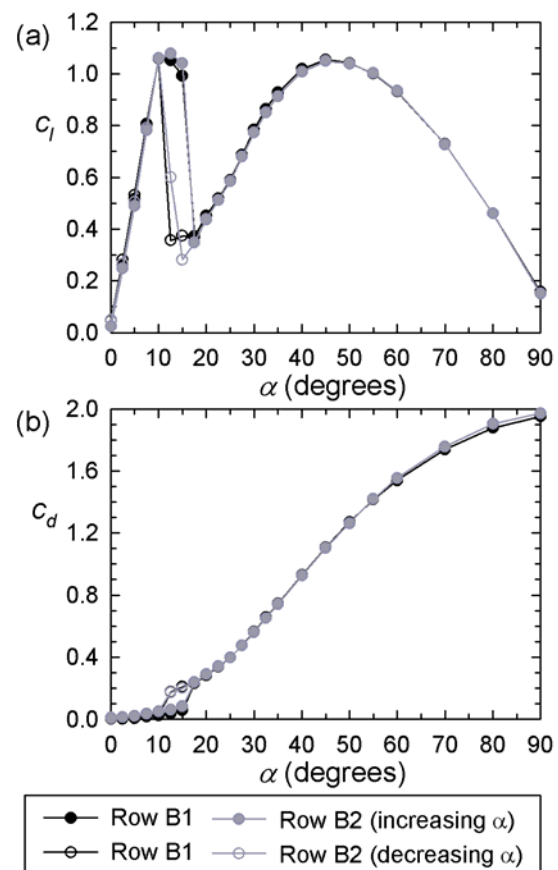 (a)
1.2
1.0
0.8
0.6
0.4
0.2
0.0
C_l
0 10 20 30 40 50 60 70 80 90
α (degrees)
(b)
2.0
1.6
1.2
0.8
0.4
0.0
C_d
0 10 20 30 40 50 60 70 80 90
α (degrees)
Row B1 Row B2 (increasing α)
Row B1 Row B2 (decreasing α)